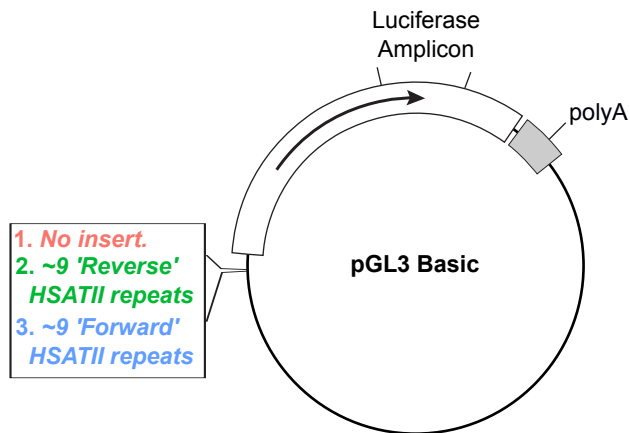 Luciferase
Amplicon
polyA
1. No insert.
2. ~9 'Reverse'
HSATII repeats
3. ~9 'Forward'
HSATII repeats
pGL3 Basic